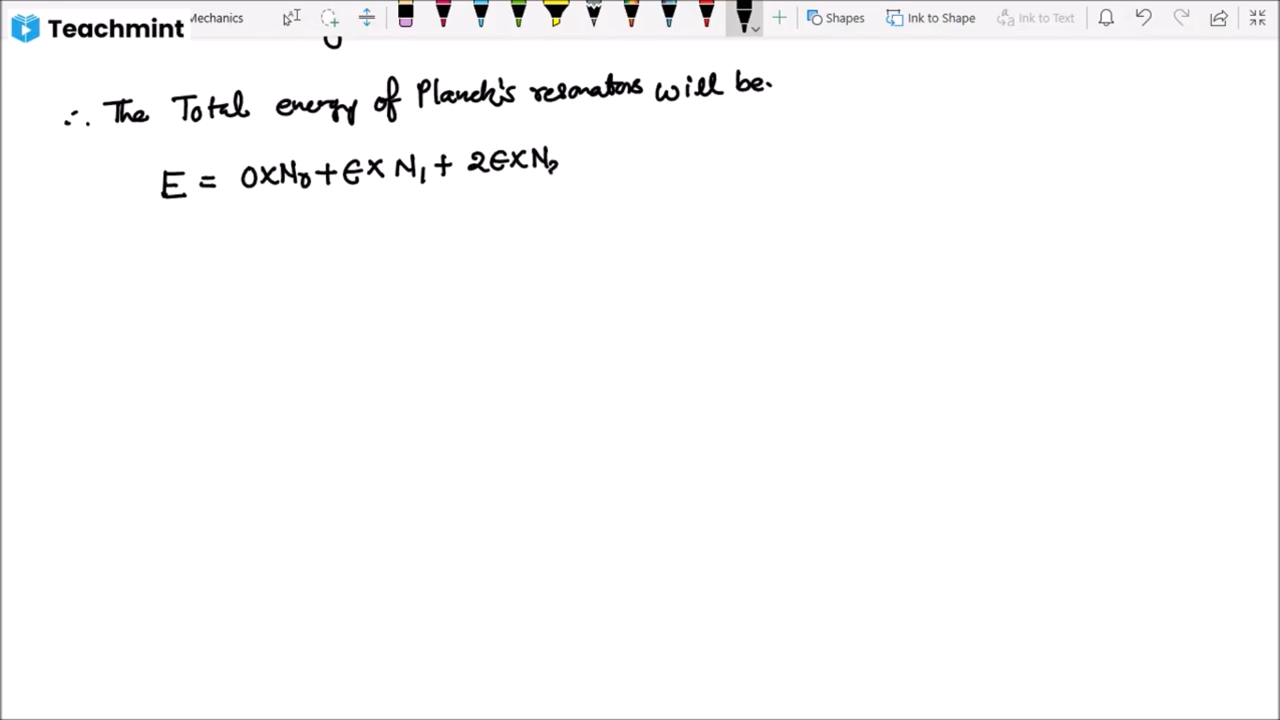 Teachmint
Mechanics
Shapes
Ink to Shape
Ink to Text
∴ The Total energy of Planck's resonators will be.
E = 0×N₀ + ∈× N₁ + 2∈×N₂